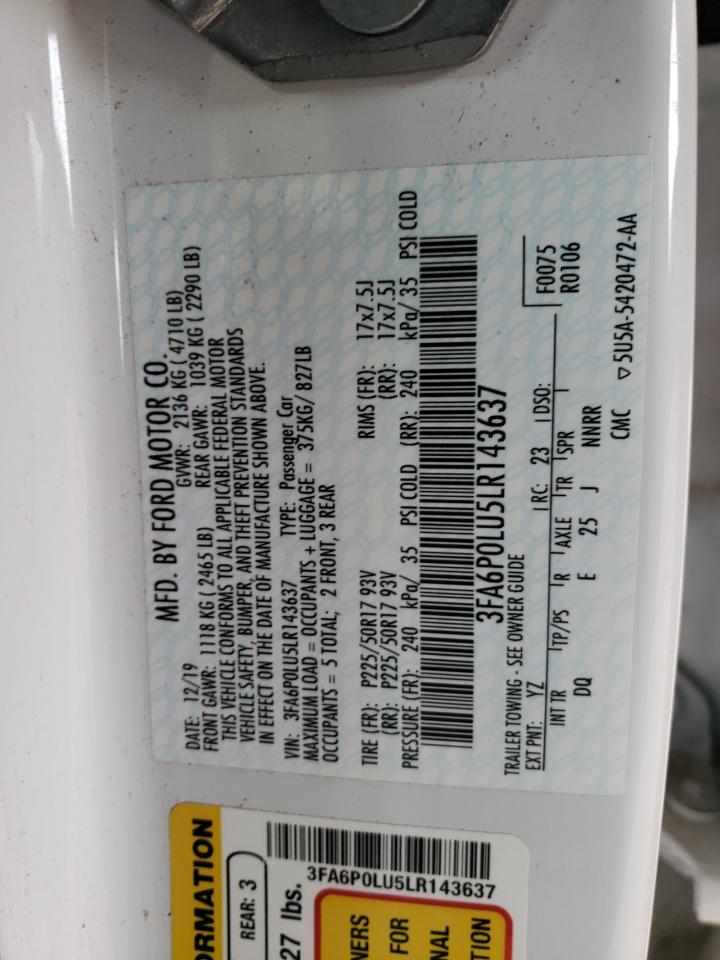 MFD. BY FORD MOTOR CO.
DATE: 12/19 GVWR: 2136 KG ( 4710 LB)
FRONT GAWR: 1118 KG ( 2465 LB) REAR GAWR: 1039 KG ( 2290 LB)
THIS VEHICLE CONFORMS TO ALL APPLICABLE FEDERAL MOTOR
VEHICLE SAFETY, BUMPER, AND THEFT PREVENTION STANDARDS
IN EFFECT ON THE DATE OF MANUFACTURE SHOWN ABOVE.
VIN: 3FA6P0LU5LR143637 TYPE: Passenger Car
MAXIMUM LOAD = OCCUPANTS + LUGGAGE = 375KG/ 827LB
OCCUPANTS = 5 TOTAL; 2 FRONT, 3 REAR
TIRE (FR): P225/50R17 93V RIMS (FR): 17x7.5J
(RR): P225/50R17 93V (RR): 17x7.5J
PRESSURE (FR): 240 kPa/ 35 PSI COLD (RR): 240 kPa/ 35 PSI COLD
3FA6P0LU5LR143637
TRAILER TOWING - SEE OWNER GUIDE F0075
EXT PNT: YZ RC: 23 DSO: R0106
INT TR TP/PS R AXLE TR SPR
DQ E 25 J NNRR
CMC ▽5U5A-5420472-AA
ORMATION
REAR: 3
27 lbs.
3FA6P0LU5LR143637
NERS
FOR
NAL
TION